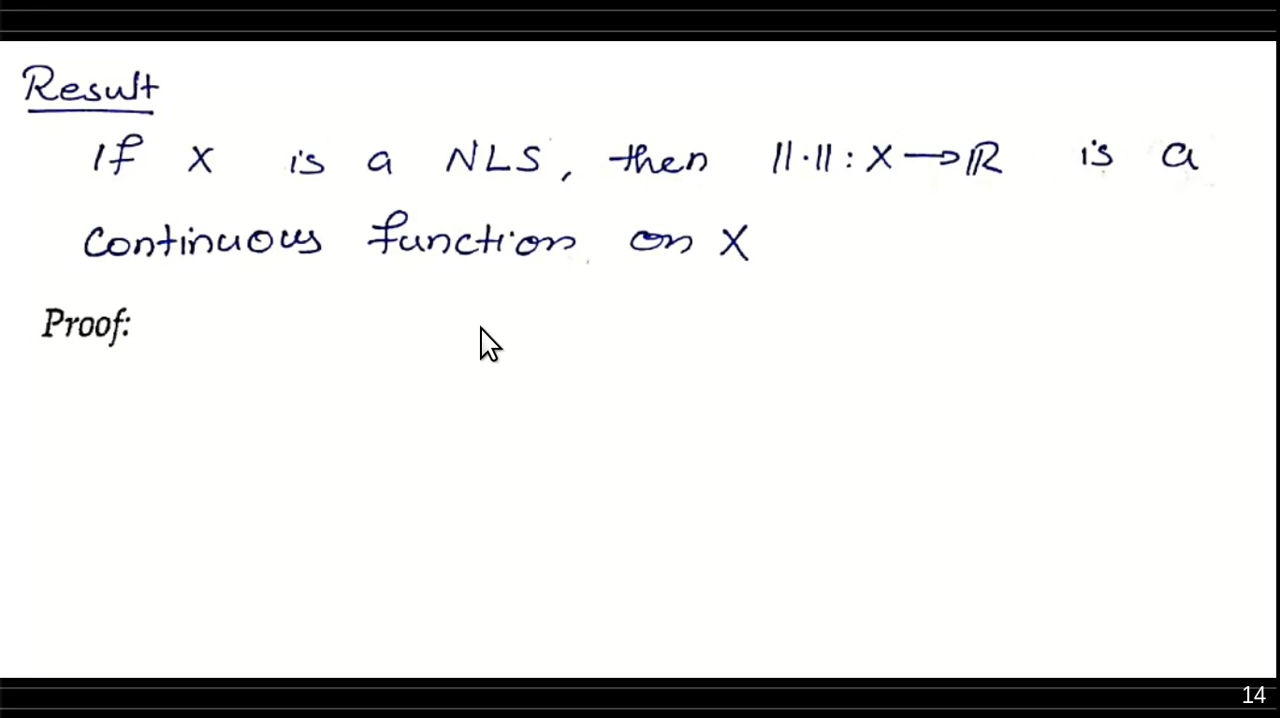 Result
If X is a NLS, then ||·|| : X → ℝ is a
continuous function on X
Proof:
14